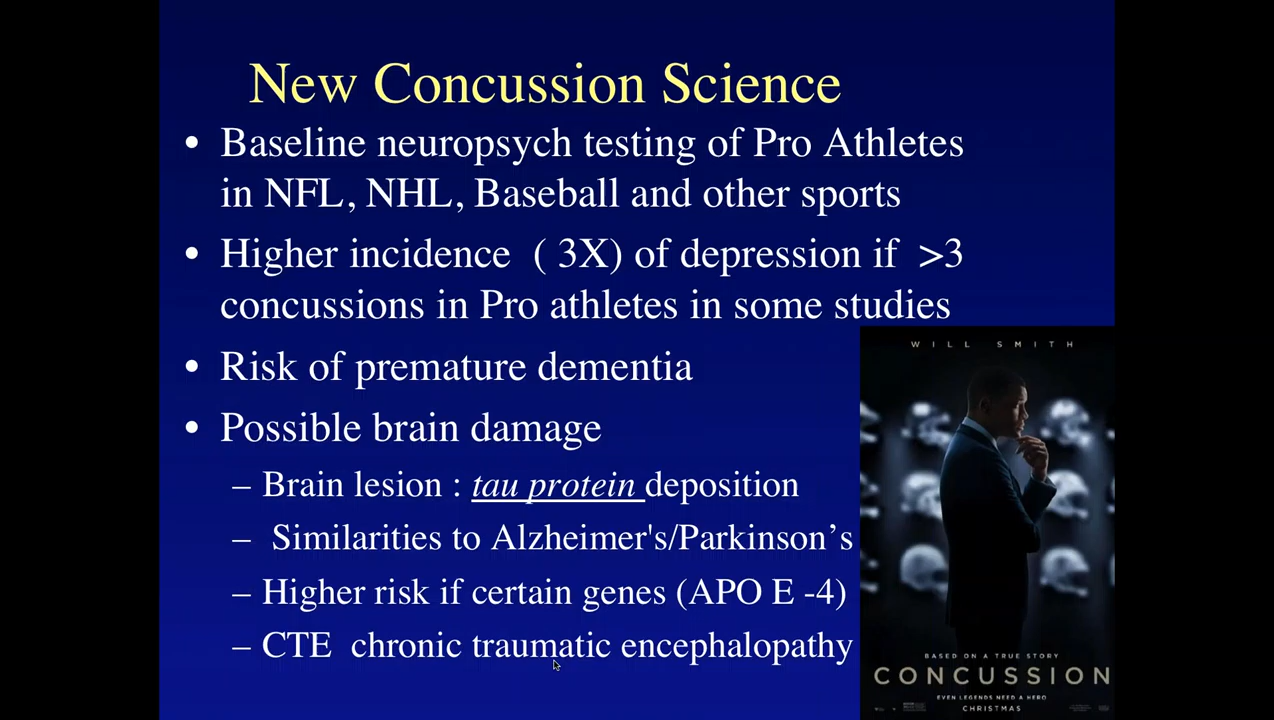 New Concussion Science
• Baseline neuropsych testing of Pro Athletes
in NFL, NHL, Baseball and other sports
• Higher incidence ( 3X) of depression if >3
concussions in Pro athletes in some studies
• Risk of premature dementia
• Possible brain damage
– Brain lesion : tau protein deposition
– Similarities to Alzheimer's/Parkinson’s
– Higher risk if certain genes (APO E -4)
– CTE chronic traumatic encephalopathy
WILL SMITH
BASED ON A TRUE STORY
CONCUSSION
EVEN LEGENDS NEED A HERO
CHRISTMAS